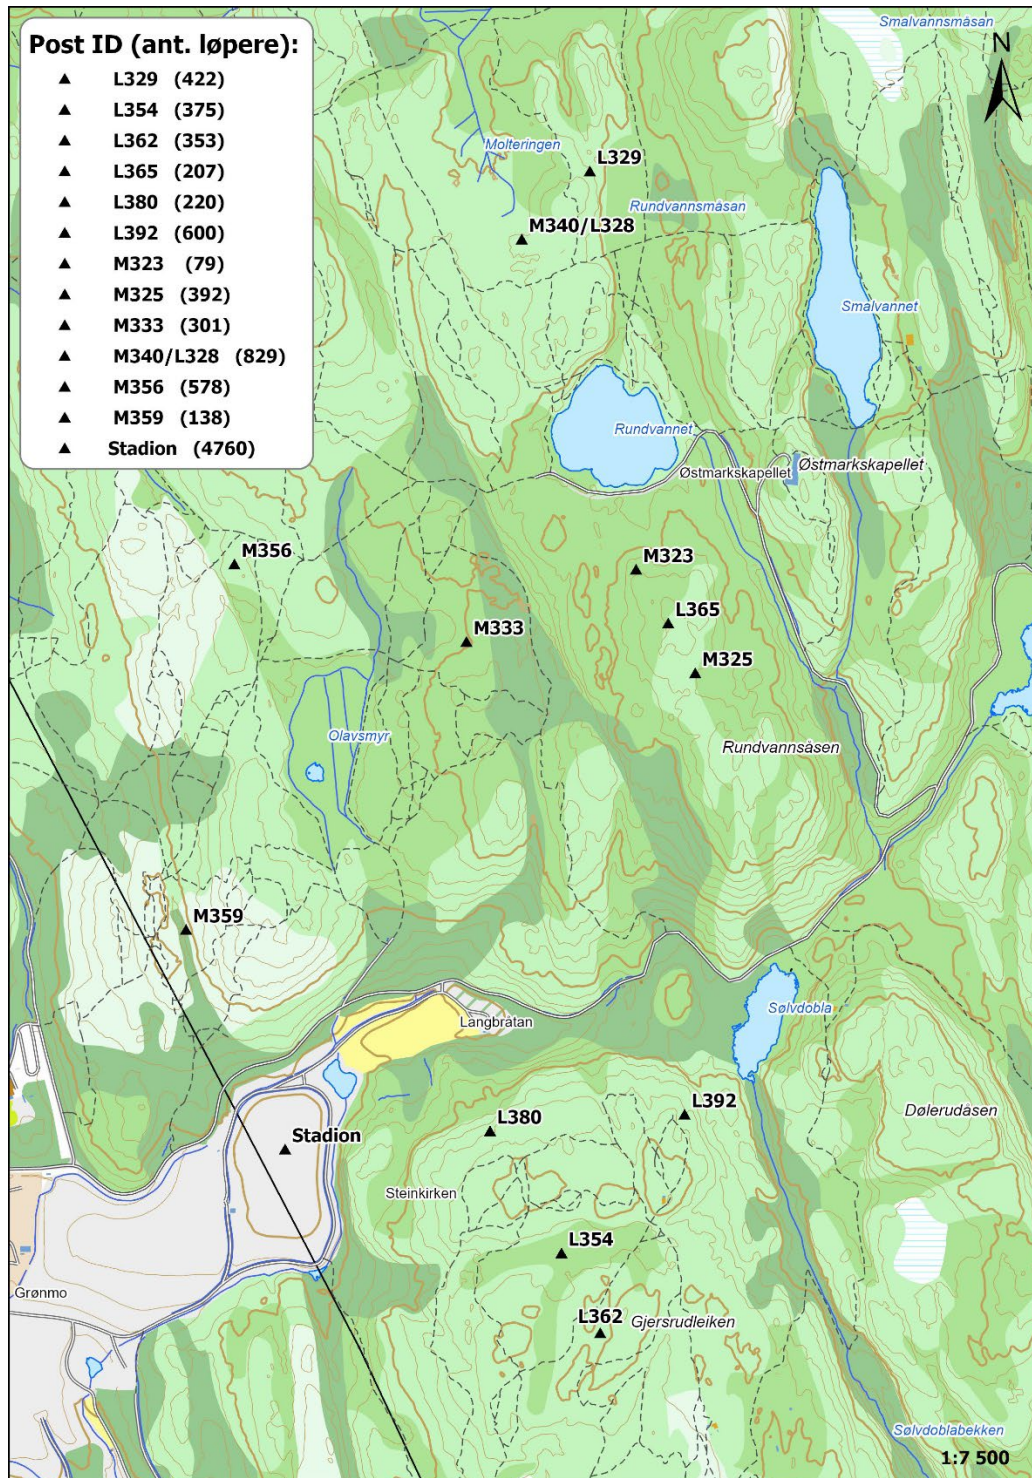 Post ID (ant. løpere):
L329 (422)
L354 (375)
L362 (353)
L365 (207)
L380 (220)
L392 (600)
M323 (79)
M325 (392)
M333 (301)
M340/L328 (829)
M356 (578)
M359 (138)
Stadion (4760)
Smalvannsmåsan
N
Molteringen
L329
Rundvannsmåsan
M340/L328
Smalvannet
Rundvannet
Østmarkskapellet
Østmarkskapellet
M356
M323
L365
M333
M325
Olavsmyr
Rundvannsåsen
M359
Langbråtan
Sølvdobla
L380
L392
Dølerudåsen
Stadion
Steinkirken
L354
Grønmo
L362
Gjersrudleiken
Sølvdoblabekken
1:7 500